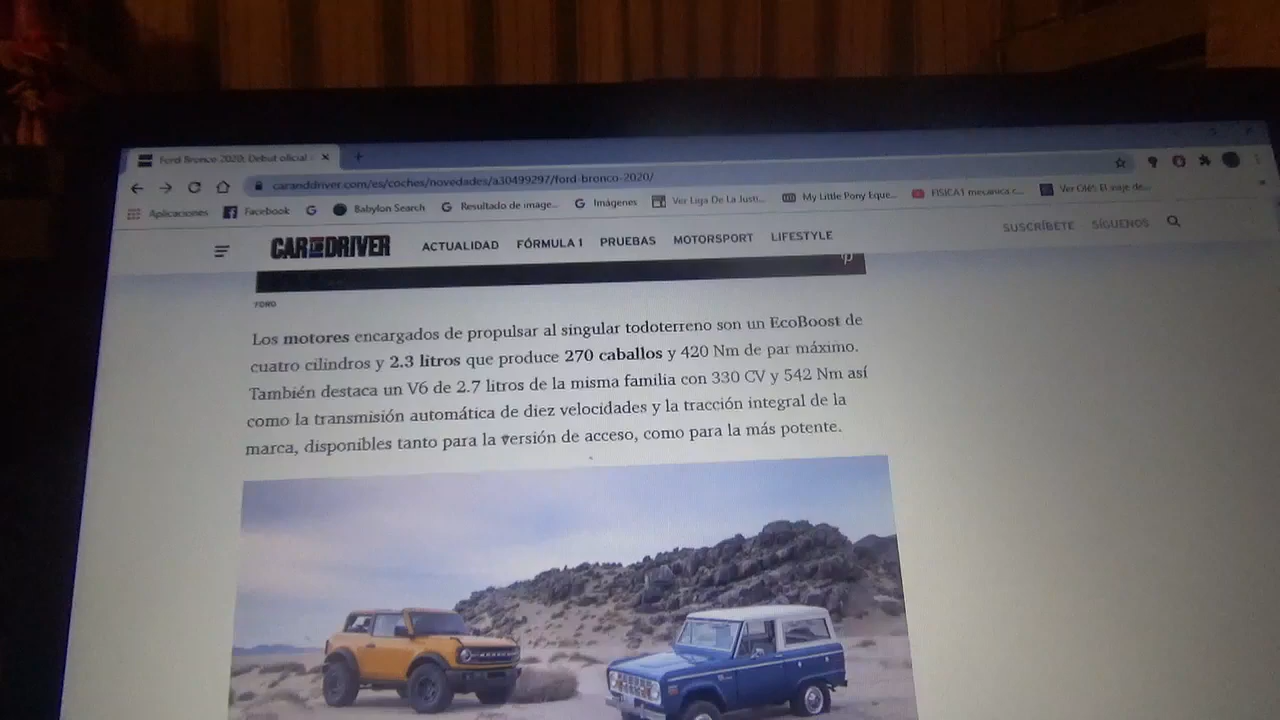 Ford Bronco 2020: Debut oficial
caranddriver.com/es/coches/novedades/a30499297/ford-bronco-2020/
Aplicaciones Facebook G Babylon Search G Resultado de image... G Imágenes Ver Liga De La Justi... My Little Pony Eque... FISICA1 mecánica c...
CAR AND DRIVER ACTUALIDAD FÓRMULA 1 PRUEBAS MOTORSPORT LIFESTYLE SUSCRÍBETE SÍGUENOS
FORD
Los motores encargados de propulsar al singular todoterreno son un EcoBoost de
cuatro cilindros y 2.3 litros que produce 270 caballos y 420 Nm de par máximo.
También destaca un V6 de 2.7 litros de la misma familia con 330 CV y 542 Nm así
como la transmisión automática de diez velocidades y la tracción integral de la
marca, disponibles tanto para la versión de acceso, como para la más potente.